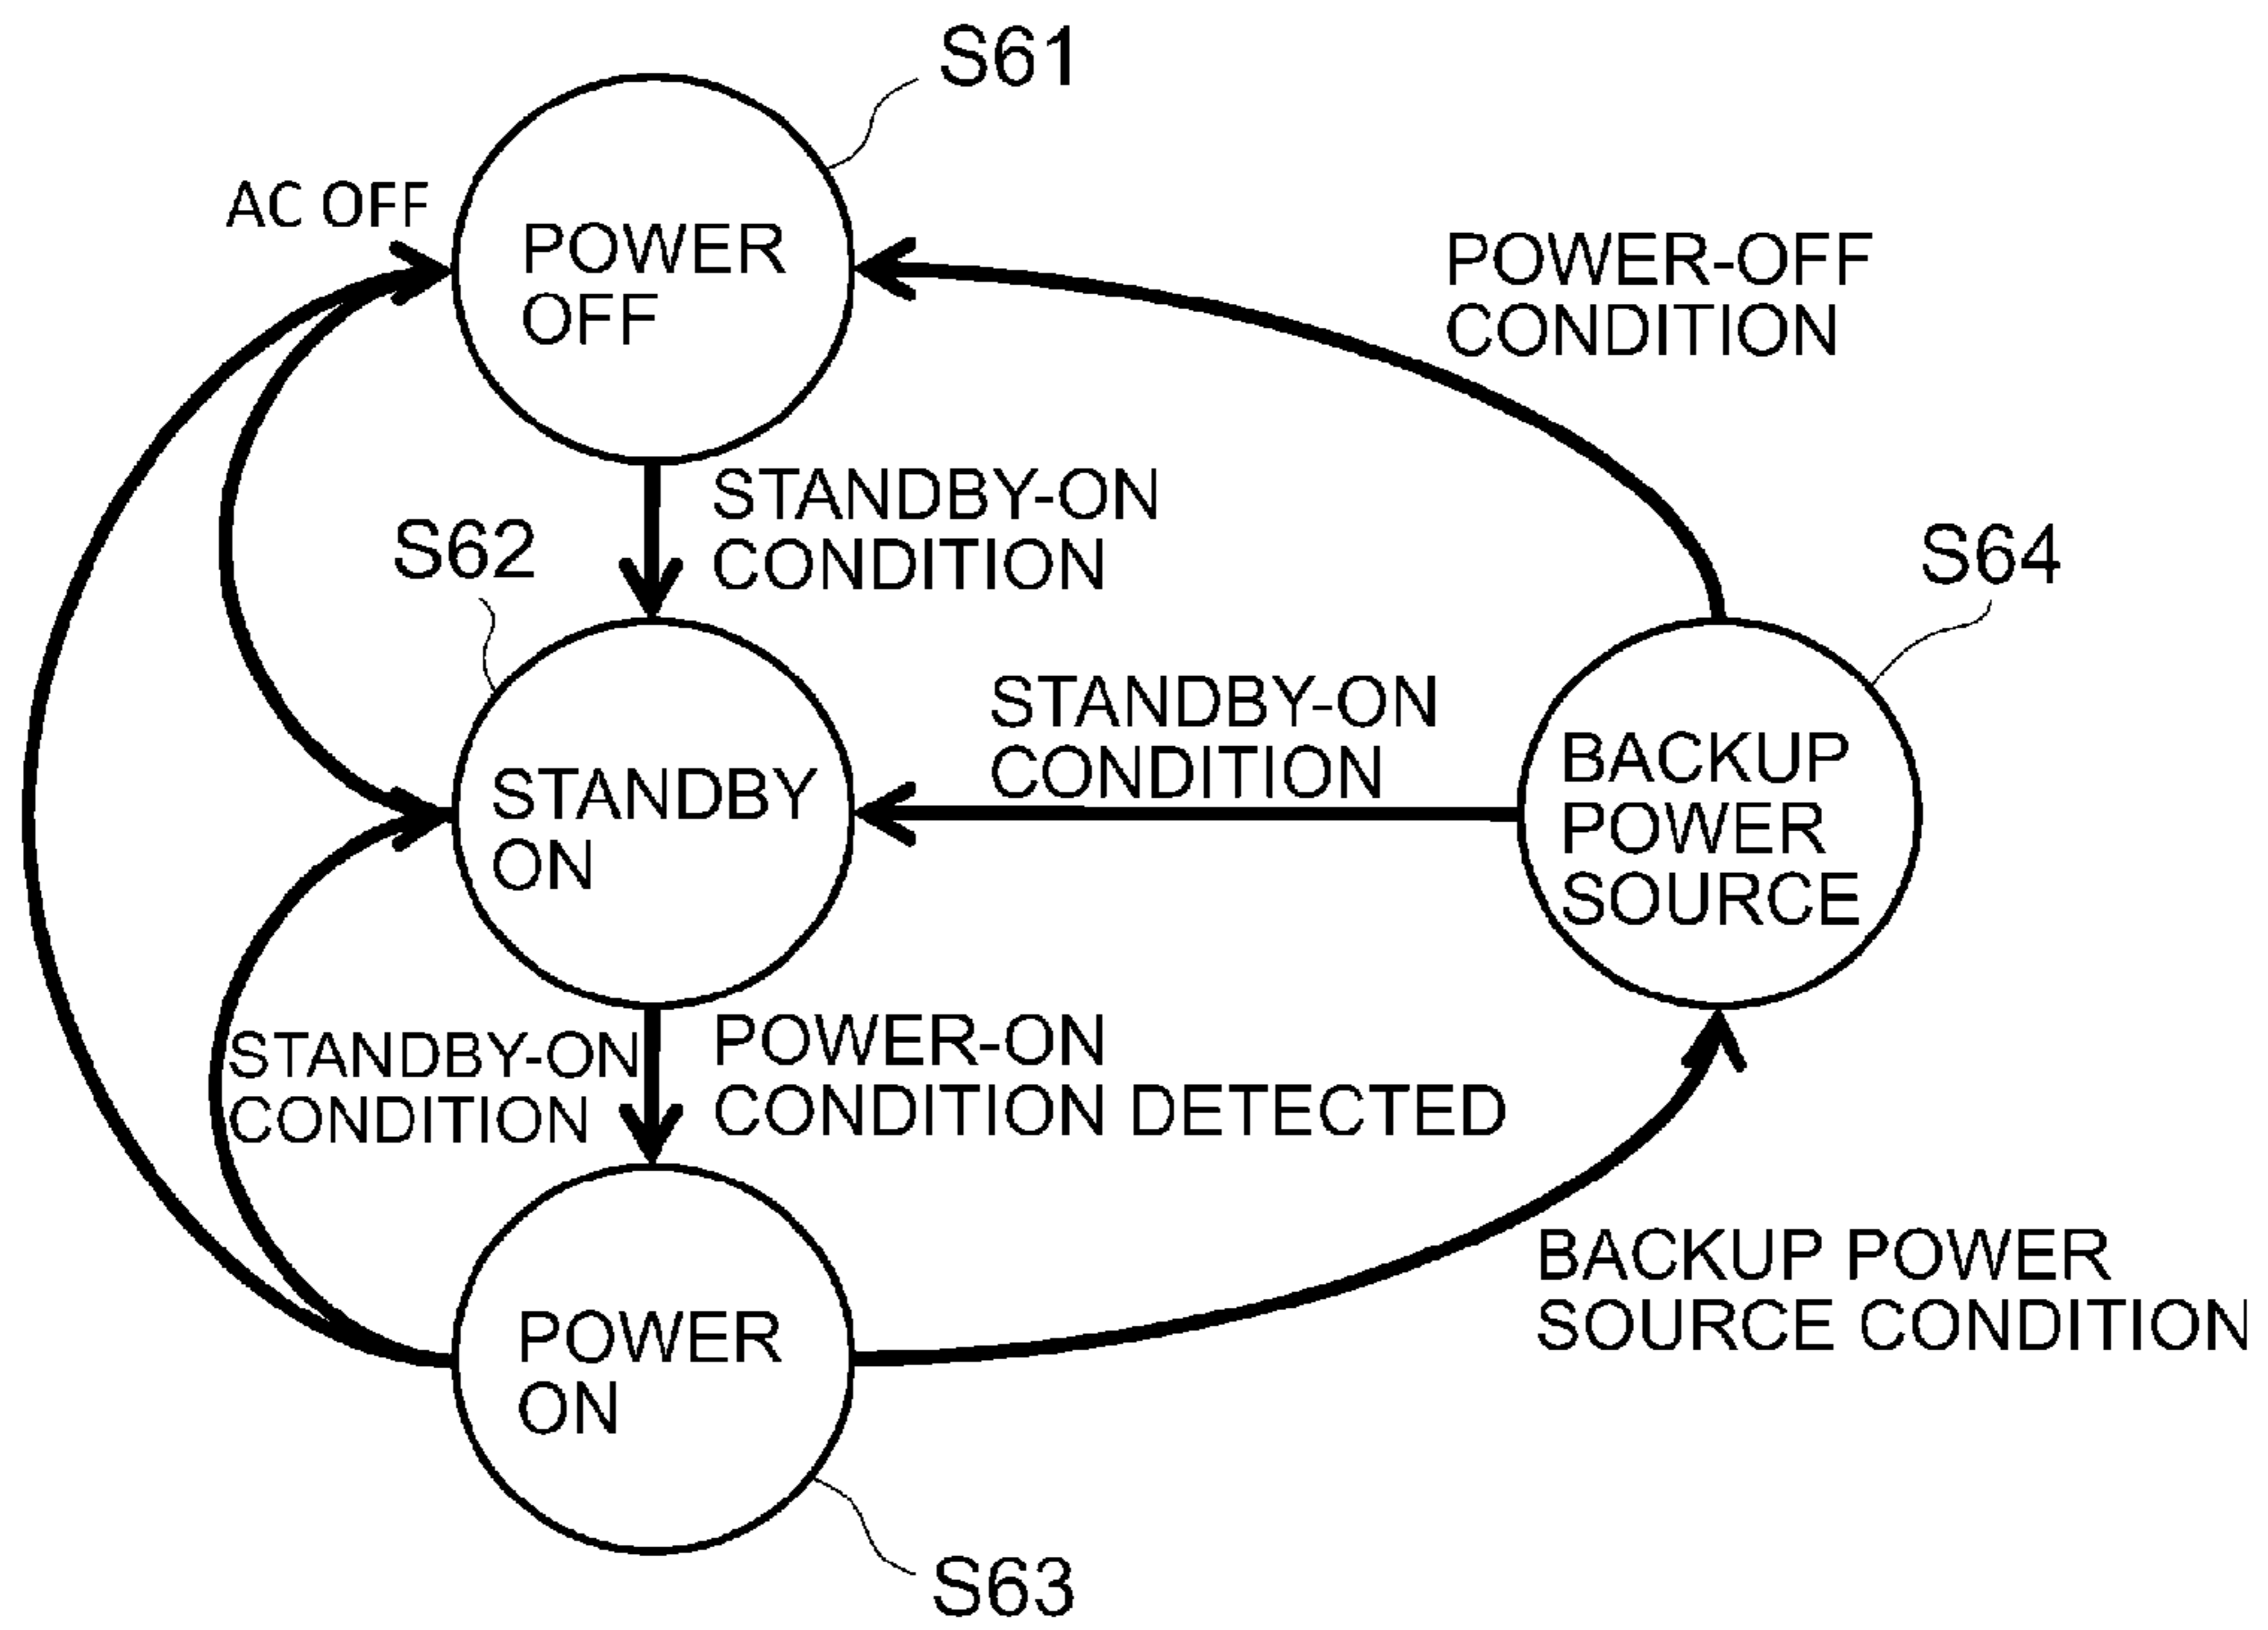 S61
AC OFF
POWER
OFF
POWER-OFF
CONDITION
STANDBY-ON
CONDITION
S62
S64
STANDBY-ON
CONDITION
STANDBY
ON
BACKUP
POWER
SOURCE
STANDBY-ON
CONDITION
POWER-ON
CONDITION DETECTED
BACKUP POWER
SOURCE CONDITION
POWER
ON
S63